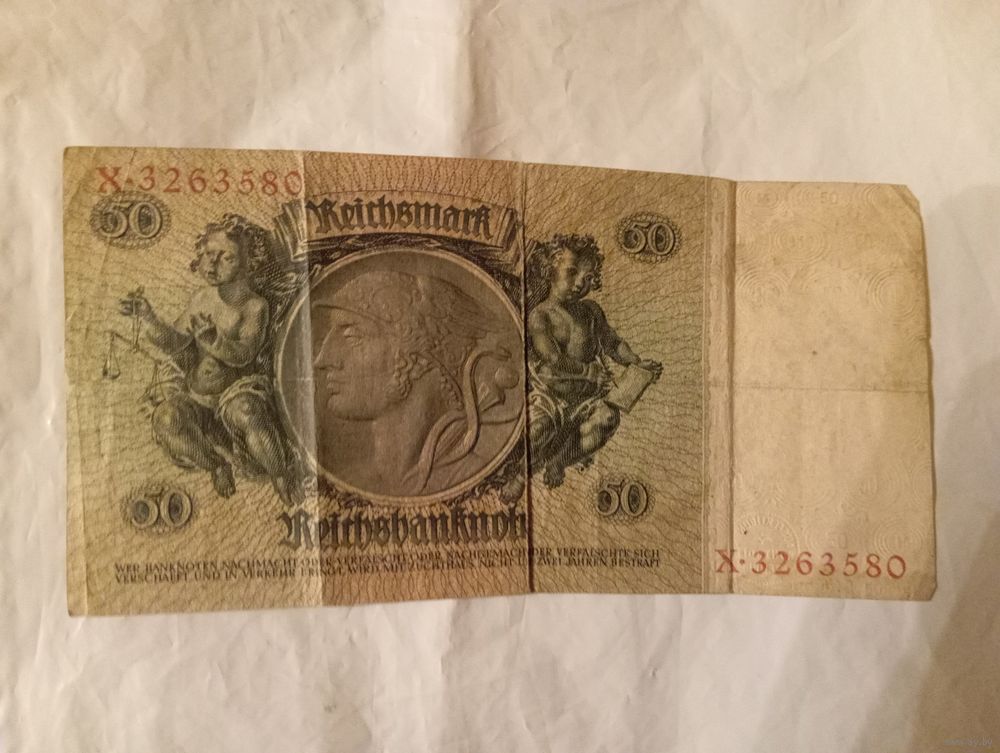 X·3263580
50
Reichsmark
50
50
Reichsbanknote
50
WER BANKNOTEN NACHMACHT ODER VERFÄLSCHT ODER NACHGEMACHTE ODER VERFÄLSCHTE SICH
VERSCHAFFT UND IN VERKEHR BRINGT, WIRD MIT ZUCHTHAUS NICHT UNTER ZWEI JAHREN BESTRAFT
X·3263580